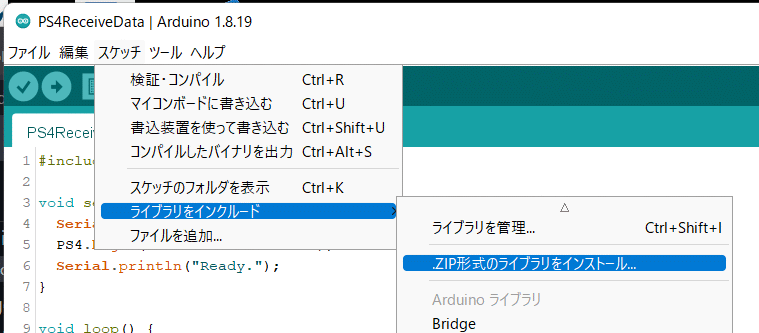 PS4ReceiveData | Arduino 1.8.19
ファイル 編集 スケッチ ツール ヘルプ
検証・コンパイル Ctrl+R
マイコンボードに書き込む Ctrl+U
書込装置を使って書き込む Ctrl+Shift+U
コンパイルしたバイナリを出力 Ctrl+Alt+S
スケッチのフォルダを表示 Ctrl+K
ライブラリをインクルード
ファイルを追加...
ライブラリを管理... Ctrl+Shift+I
.ZIP形式のライブラリをインストール...
Arduino ライブラリ
Bridge
PS4Receiv
1 #includ
2
3 void s
4 Seria
5 PS4.
6 Serial.println("Ready.");
7 }
8
9 void loop() {